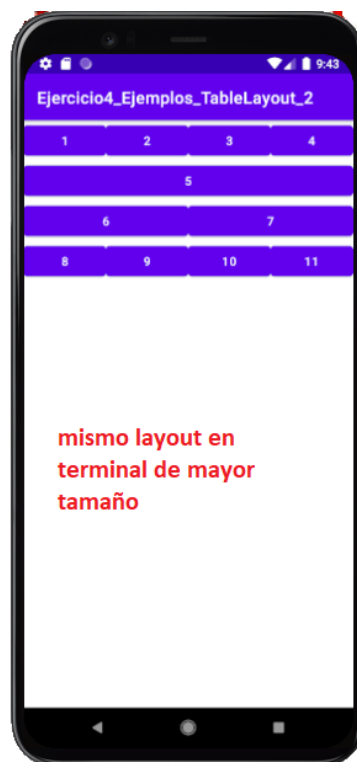 9:43
Ejercicio4_Ejemplos_TableLayout_2
1 2 3 4
5
6 7
8 9 10 11
mismo layout en
terminal de mayor
tamaño